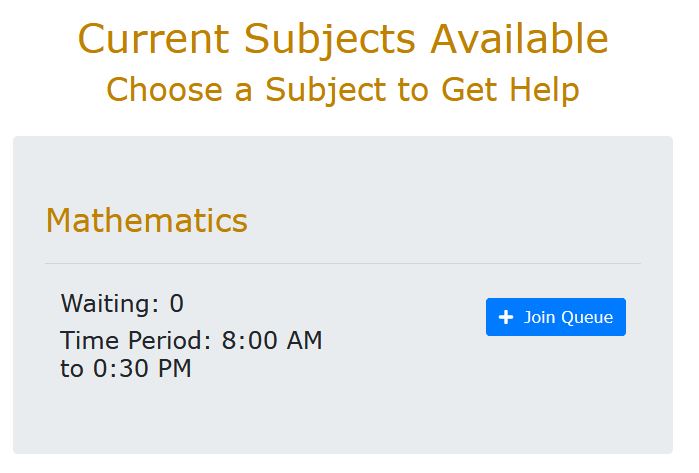 Current Subjects Available
Choose a Subject to Get Help
Mathematics
Waiting: 0
Join Queue
Time Period: 8:00 AM
to 0:30 PM